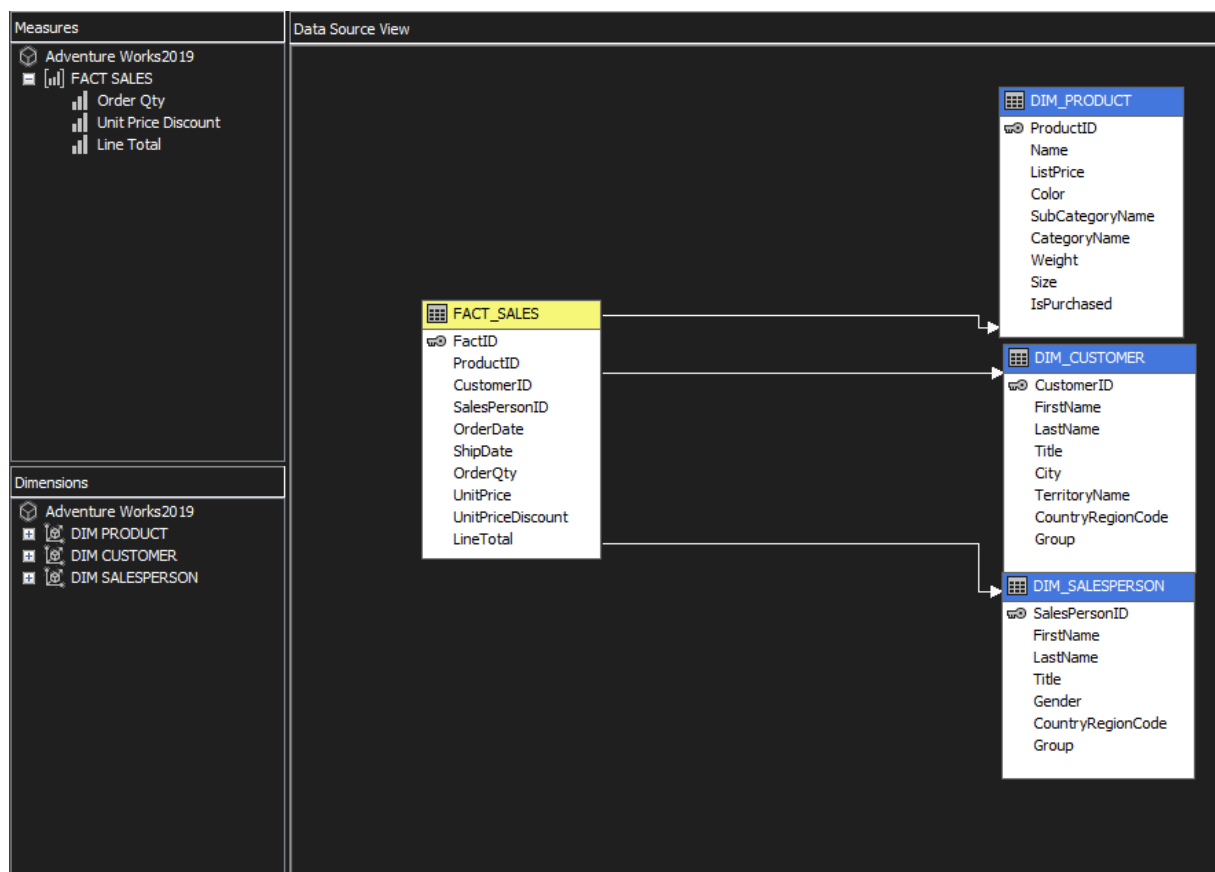 Measures
Adventure Works2019
FACT SALES
Order Qty
Unit Price Discount
Line Total
Dimensions
Adventure Works2019
DIM PRODUCT
DIM CUSTOMER
DIM SALESPERSON
Data Source View
FACT_SALES
FactID
ProductID
CustomerID
SalesPersonID
OrderDate
ShipDate
OrderQty
UnitPrice
UnitPriceDiscount
LineTotal
DIM_PRODUCT
ProductID
Name
ListPrice
Color
SubCategoryName
CategoryName
Weight
Size
IsPurchased
DIM_CUSTOMER
CustomerID
FirstName
LastName
Title
City
TerritoryName
CountryRegionCode
Group
DIM_SALESPERSON
SalesPersonID
FirstName
LastName
Title
Gender
CountryRegionCode
Group